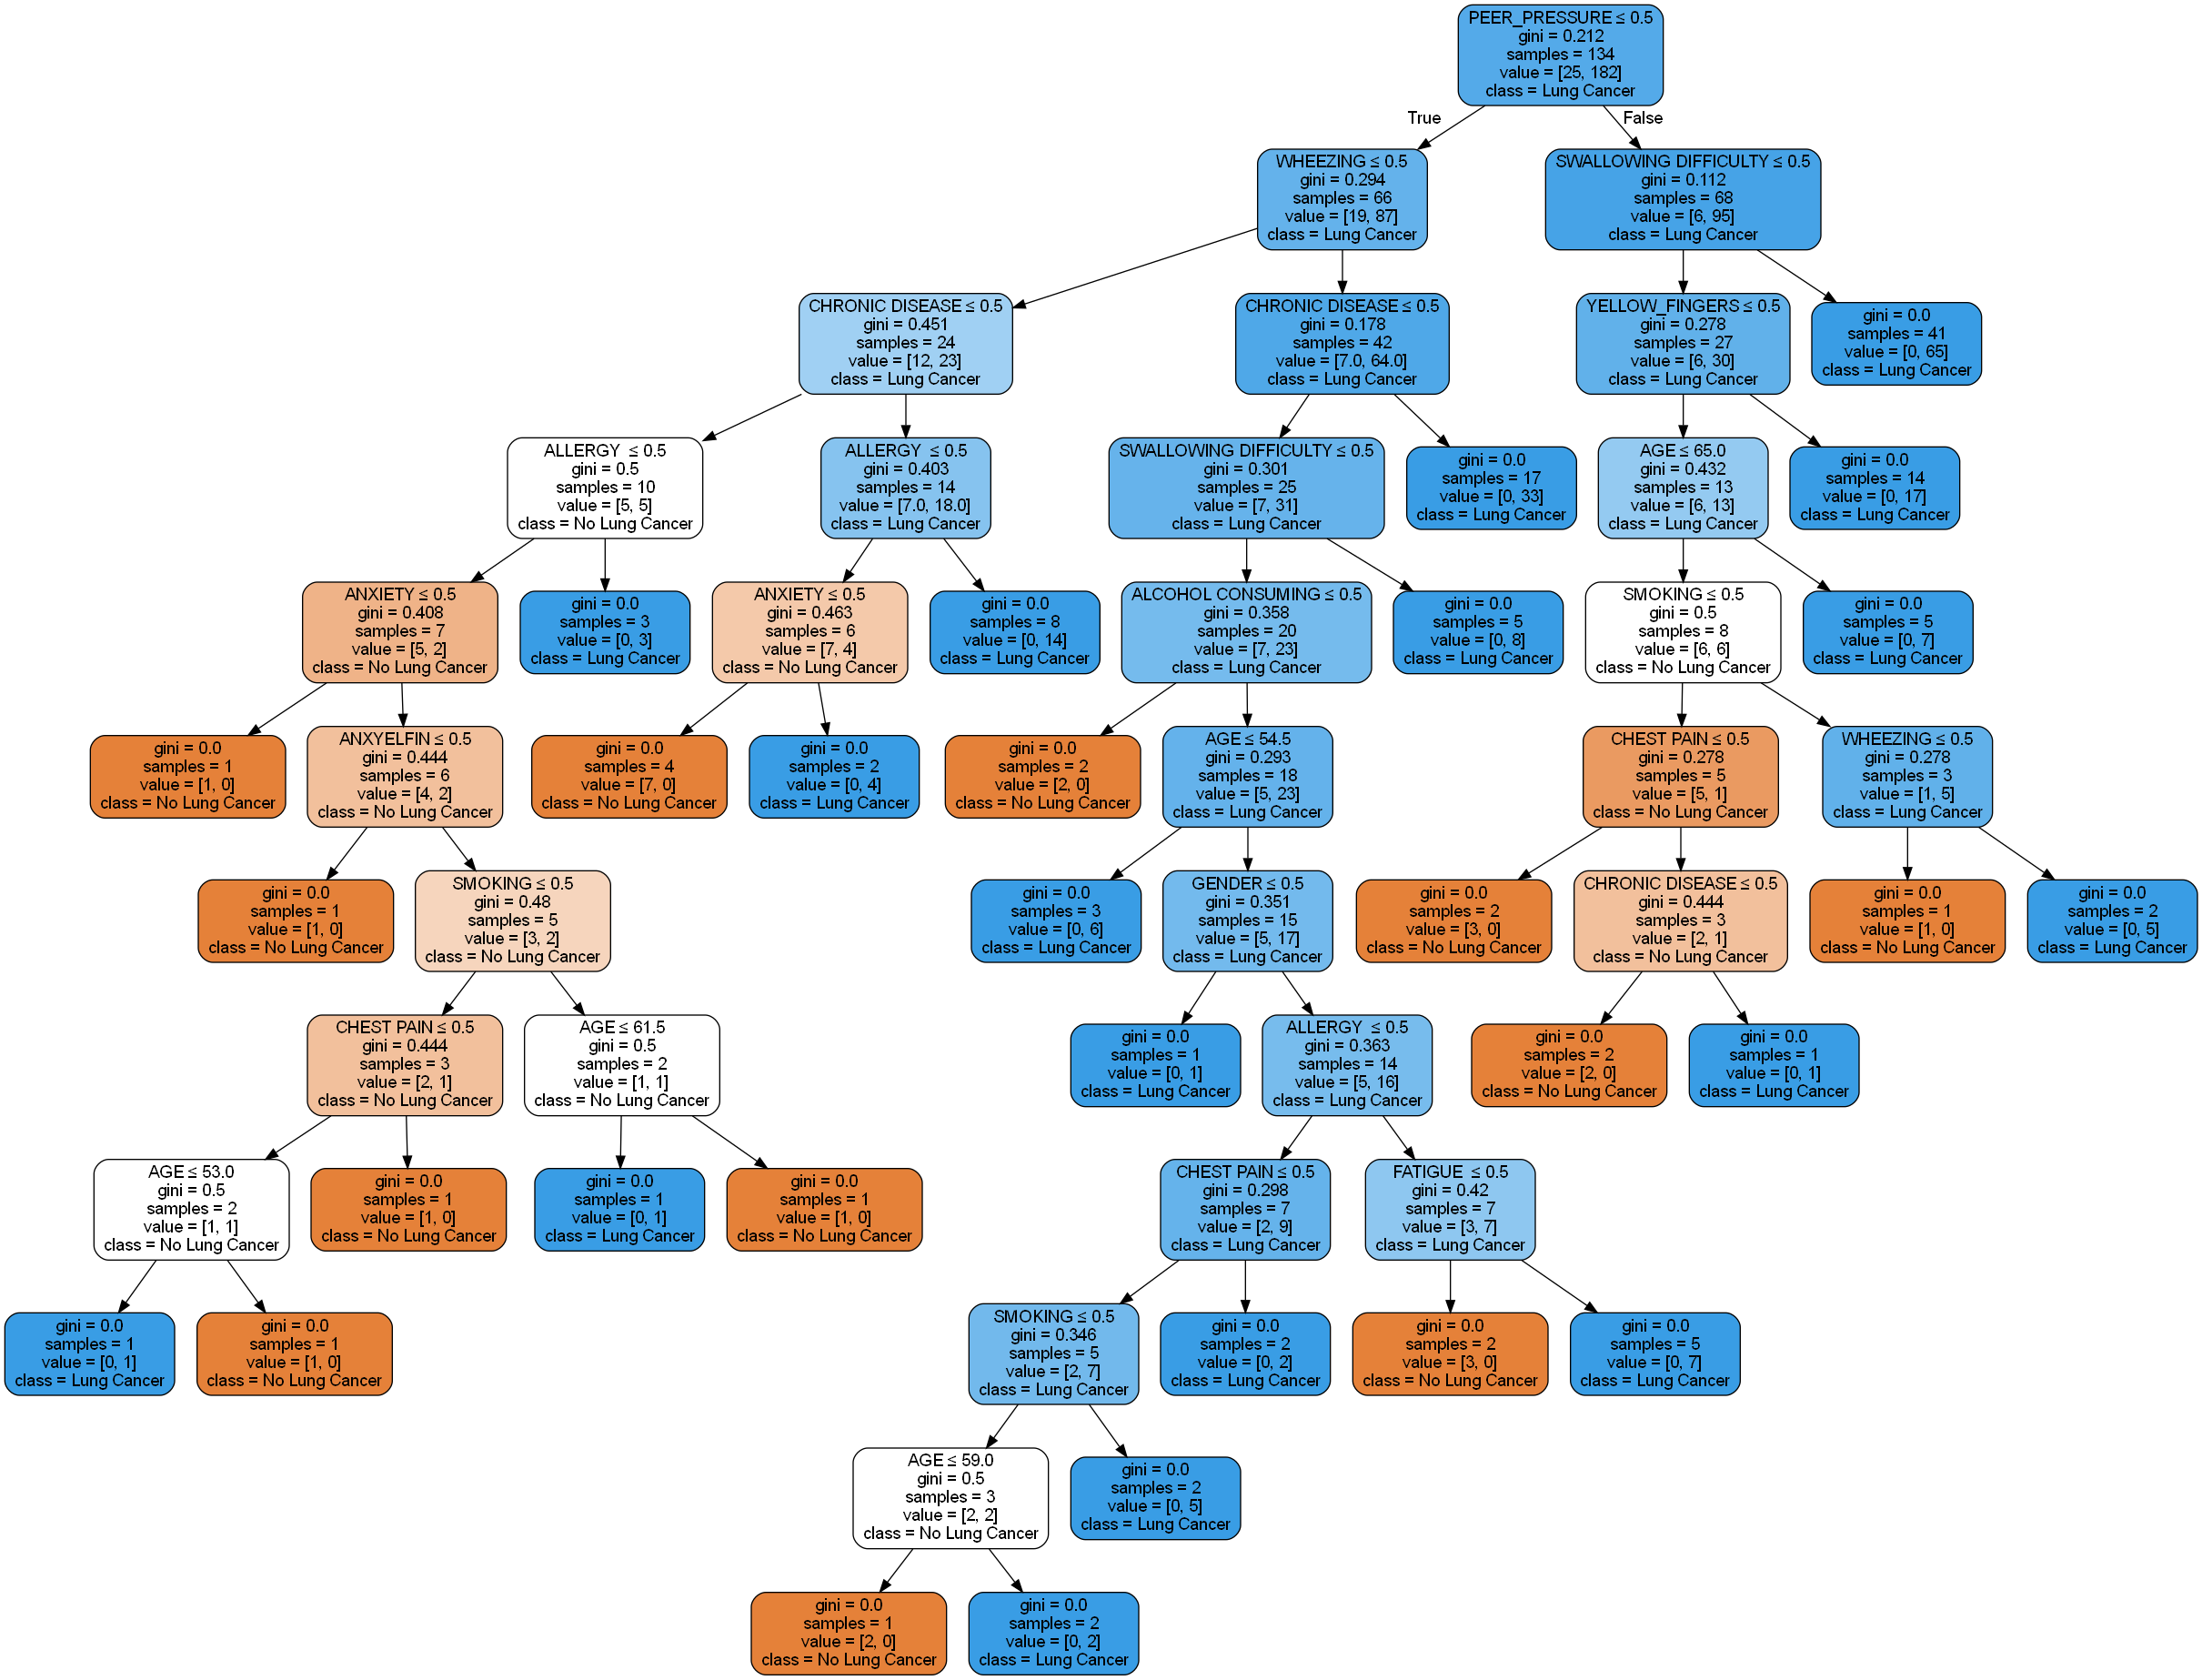 PEER_PRESSURE ≤ 0.5
gini = 0.212
samples = 134
value = [25, 182]
class = Lung Cancer
True
False
WHEEZING ≤ 0.5
gini = 0.294
samples = 66
value = [19, 87]
class = Lung Cancer
SWALLOWING DIFFICULTY ≤ 0.5
gini = 0.112
samples = 68
value = [6, 95]
class = Lung Cancer
CHRONIC DISEASE ≤ 0.5
gini = 0.451
samples = 24
value = [12, 23]
class = Lung Cancer
CHRONIC DISEASE ≤ 0.5
gini = 0.178
samples = 42
value = [7.0, 64.0]
class = Lung Cancer
YELLOW_FINGERS ≤ 0.5
gini = 0.278
samples = 27
value = [6, 30]
class = Lung Cancer
gini = 0.0
samples = 41
value = [0, 65]
class = Lung Cancer
ALLERGY ≤ 0.5
gini = 0.5
samples = 10
value = [5, 5]
class = No Lung Cancer
ALLERGY ≤ 0.5
gini = 0.403
samples = 14
value = [7.0, 18.0]
class = Lung Cancer
SWALLOWING DIFFICULTY ≤ 0.5
gini = 0.301
samples = 25
value = [7, 31]
class = Lung Cancer
gini = 0.0
samples = 17
value = [0, 33]
class = Lung Cancer
AGE ≤ 65.0
gini = 0.432
samples = 13
value = [6, 13]
class = Lung Cancer
gini = 0.0
samples = 14
value = [0, 17]
class = Lung Cancer
ANXIETY ≤ 0.5
gini = 0.408
samples = 7
value = [5, 2]
class = No Lung Cancer
gini = 0.0
samples = 3
value = [0, 3]
class = Lung Cancer
ANXIETY ≤ 0.5
gini = 0.463
samples = 6
value = [7, 4]
class = No Lung Cancer
gini = 0.0
samples = 8
value = [0, 14]
class = Lung Cancer
ALCOHOL CONSUMING ≤ 0.5
gini = 0.358
samples = 20
value = [7, 23]
class = Lung Cancer
gini = 0.0
samples = 5
value = [0, 8]
class = Lung Cancer
SMOKING ≤ 0.5
gini = 0.5
samples = 8
value = [6, 6]
class = No Lung Cancer
gini = 0.0
samples = 5
value = [0, 7]
class = Lung Cancer
gini = 0.0
samples = 1
value = [1, 0]
class = No Lung Cancer
ANXYELFIN ≤ 0.5
gini = 0.444
samples = 6
value = [4, 2]
class = No Lung Cancer
gini = 0.0
samples = 4
value = [7, 0]
class = No Lung Cancer
gini = 0.0
samples = 2
value = [0, 4]
class = Lung Cancer
gini = 0.0
samples = 2
value = [2, 0]
class = No Lung Cancer
AGE ≤ 54.5
gini = 0.293
samples = 18
value = [5, 23]
class = Lung Cancer
CHEST PAIN ≤ 0.5
gini = 0.278
samples = 5
value = [5, 1]
class = No Lung Cancer
WHEEZING ≤ 0.5
gini = 0.278
samples = 3
value = [1, 5]
class = Lung Cancer
gini = 0.0
samples = 1
value = [1, 0]
class = No Lung Cancer
SMOKING ≤ 0.5
gini = 0.48
samples = 5
value = [3, 2]
class = No Lung Cancer
gini = 0.0
samples = 3
value = [0, 6]
class = Lung Cancer
GENDER ≤ 0.5
gini = 0.351
samples = 15
value = [5, 17]
class = Lung Cancer
gini = 0.0
samples = 2
value = [3, 0]
class = No Lung Cancer
CHRONIC DISEASE ≤ 0.5
gini = 0.444
samples = 3
value = [2, 1]
class = No Lung Cancer
gini = 0.0
samples = 1
value = [1, 0]
class = No Lung Cancer
gini = 0.0
samples = 2
value = [0, 5]
class = Lung Cancer
CHEST PAIN ≤ 0.5
gini = 0.444
samples = 3
value = [2, 1]
class = No Lung Cancer
AGE ≤ 61.5
gini = 0.5
samples = 2
value = [1, 1]
class = No Lung Cancer
gini = 0.0
samples = 1
value = [0, 1]
class = Lung Cancer
ALLERGY ≤ 0.5
gini = 0.363
samples = 14
value = [5, 16]
class = Lung Cancer
gini = 0.0
samples = 2
value = [2, 0]
class = No Lung Cancer
gini = 0.0
samples = 1
value = [0, 1]
class = Lung Cancer
AGE ≤ 53.0
gini = 0.5
samples = 2
value = [1, 1]
class = No Lung Cancer
gini = 0.0
samples = 1
value = [1, 0]
class = No Lung Cancer
gini = 0.0
samples = 1
value = [0, 1]
class = Lung Cancer
gini = 0.0
samples = 1
value = [1, 0]
class = No Lung Cancer
CHEST PAIN ≤ 0.5
gini = 0.298
samples = 7
value = [2, 9]
class = Lung Cancer
FATIGUE ≤ 0.5
gini = 0.42
samples = 7
value = [3, 7]
class = Lung Cancer
gini = 0.0
samples = 1
value = [0, 1]
class = Lung Cancer
gini = 0.0
samples = 1
value = [1, 0]
class = No Lung Cancer
SMOKING ≤ 0.5
gini = 0.346
samples = 5
value = [2, 7]
class = Lung Cancer
gini = 0.0
samples = 2
value = [0, 2]
class = Lung Cancer
gini = 0.0
samples = 2
value = [3, 0]
class = No Lung Cancer
gini = 0.0
samples = 5
value = [0, 7]
class = Lung Cancer
AGE ≤ 59.0
gini = 0.5
samples = 3
value = [2, 2]
class = No Lung Cancer
gini = 0.0
samples = 2
value = [0, 5]
class = Lung Cancer
gini = 0.0
samples = 1
value = [2, 0]
class = No Lung Cancer
gini = 0.0
samples = 2
value = [0, 2]
class = Lung Cancer